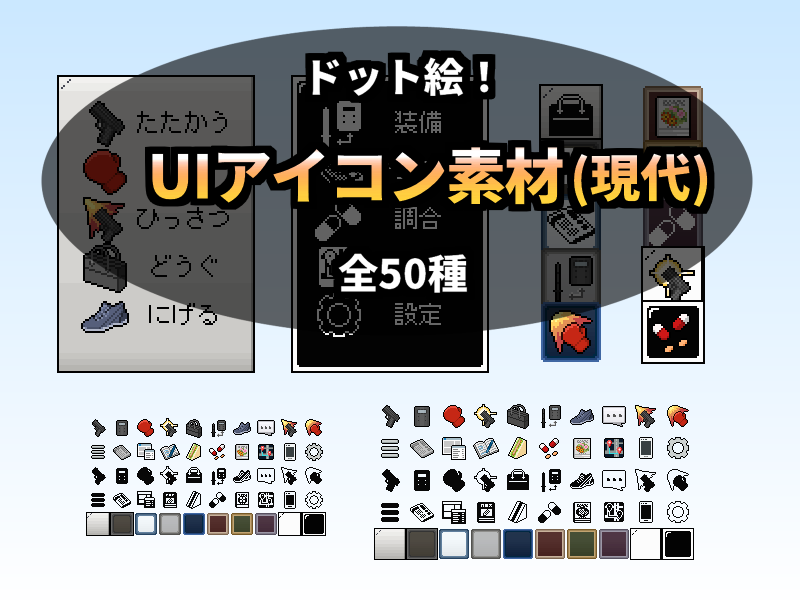 ドット絵！
UIアイコン素材(現代)
全50種
たたかう
ひっさつ
どうぐ
にげる
装備
調合
設定